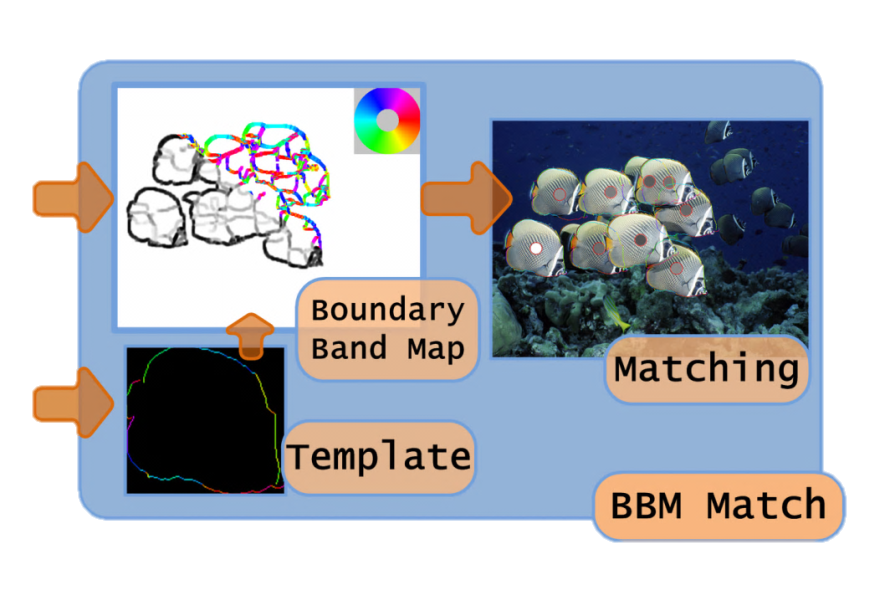 Boundary
Band Map
Matching
Template
BBM Match